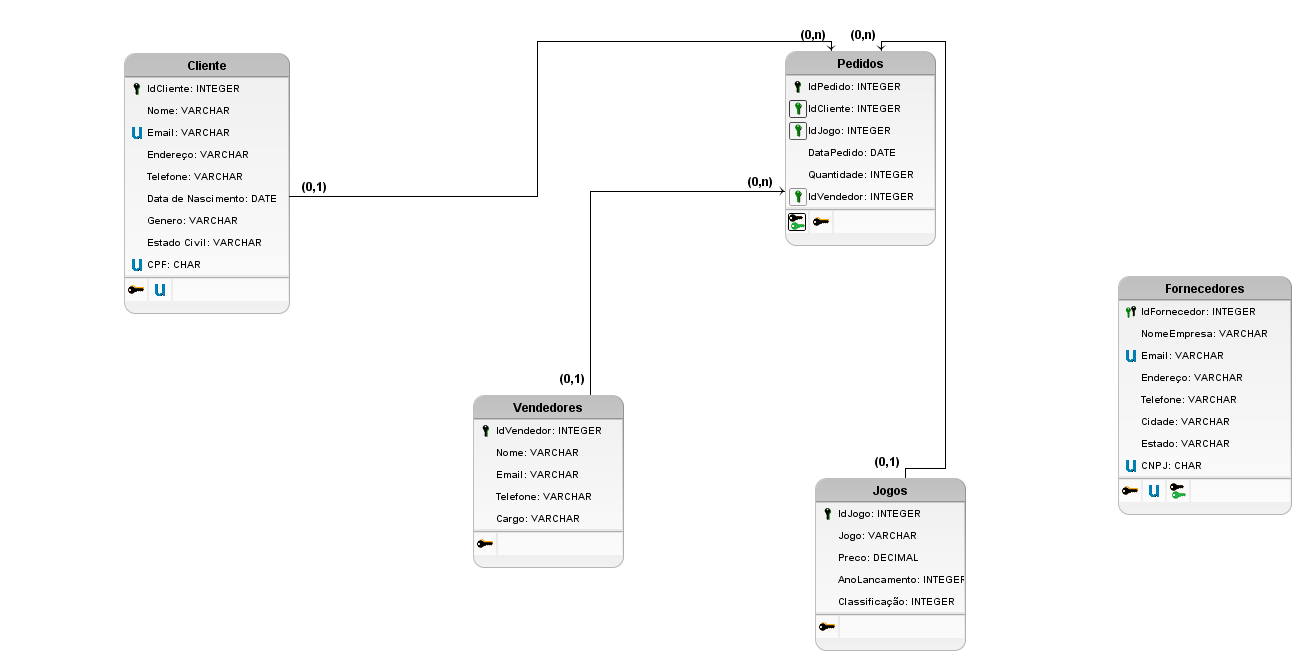 Cliente
IdCliente: INTEGER
Nome: VARCHAR
Email: VARCHAR
Endereço: VARCHAR
Telefone: VARCHAR
Data de Nascimento: DATE
Genero: VARCHAR
Estado Civil: VARCHAR
CPF: CHAR
(0,1)
(0,n)
(0,n)
Pedidos
IdPedido: INTEGER
IdCliente: INTEGER
IdJogo: INTEGER
DataPedido: DATE
Quantidade: INTEGER
IdVendedor: INTEGER
(0,n)
(0,1)
Vendedores
IdVendedor: INTEGER
Nome: VARCHAR
Email: VARCHAR
Telefone: VARCHAR
Cargo: VARCHAR
(0,1)
Jogos
IdJogo: INTEGER
Jogo: VARCHAR
Preco: DECIMAL
AnoLancamento: INTEGER
Classificação: INTEGER
Fornecedores
IdFornecedor: INTEGER
NomeEmpresa: VARCHAR
Email: VARCHAR
Endereço: VARCHAR
Telefone: VARCHAR
Cidade: VARCHAR
Estado: VARCHAR
CNPJ: CHAR